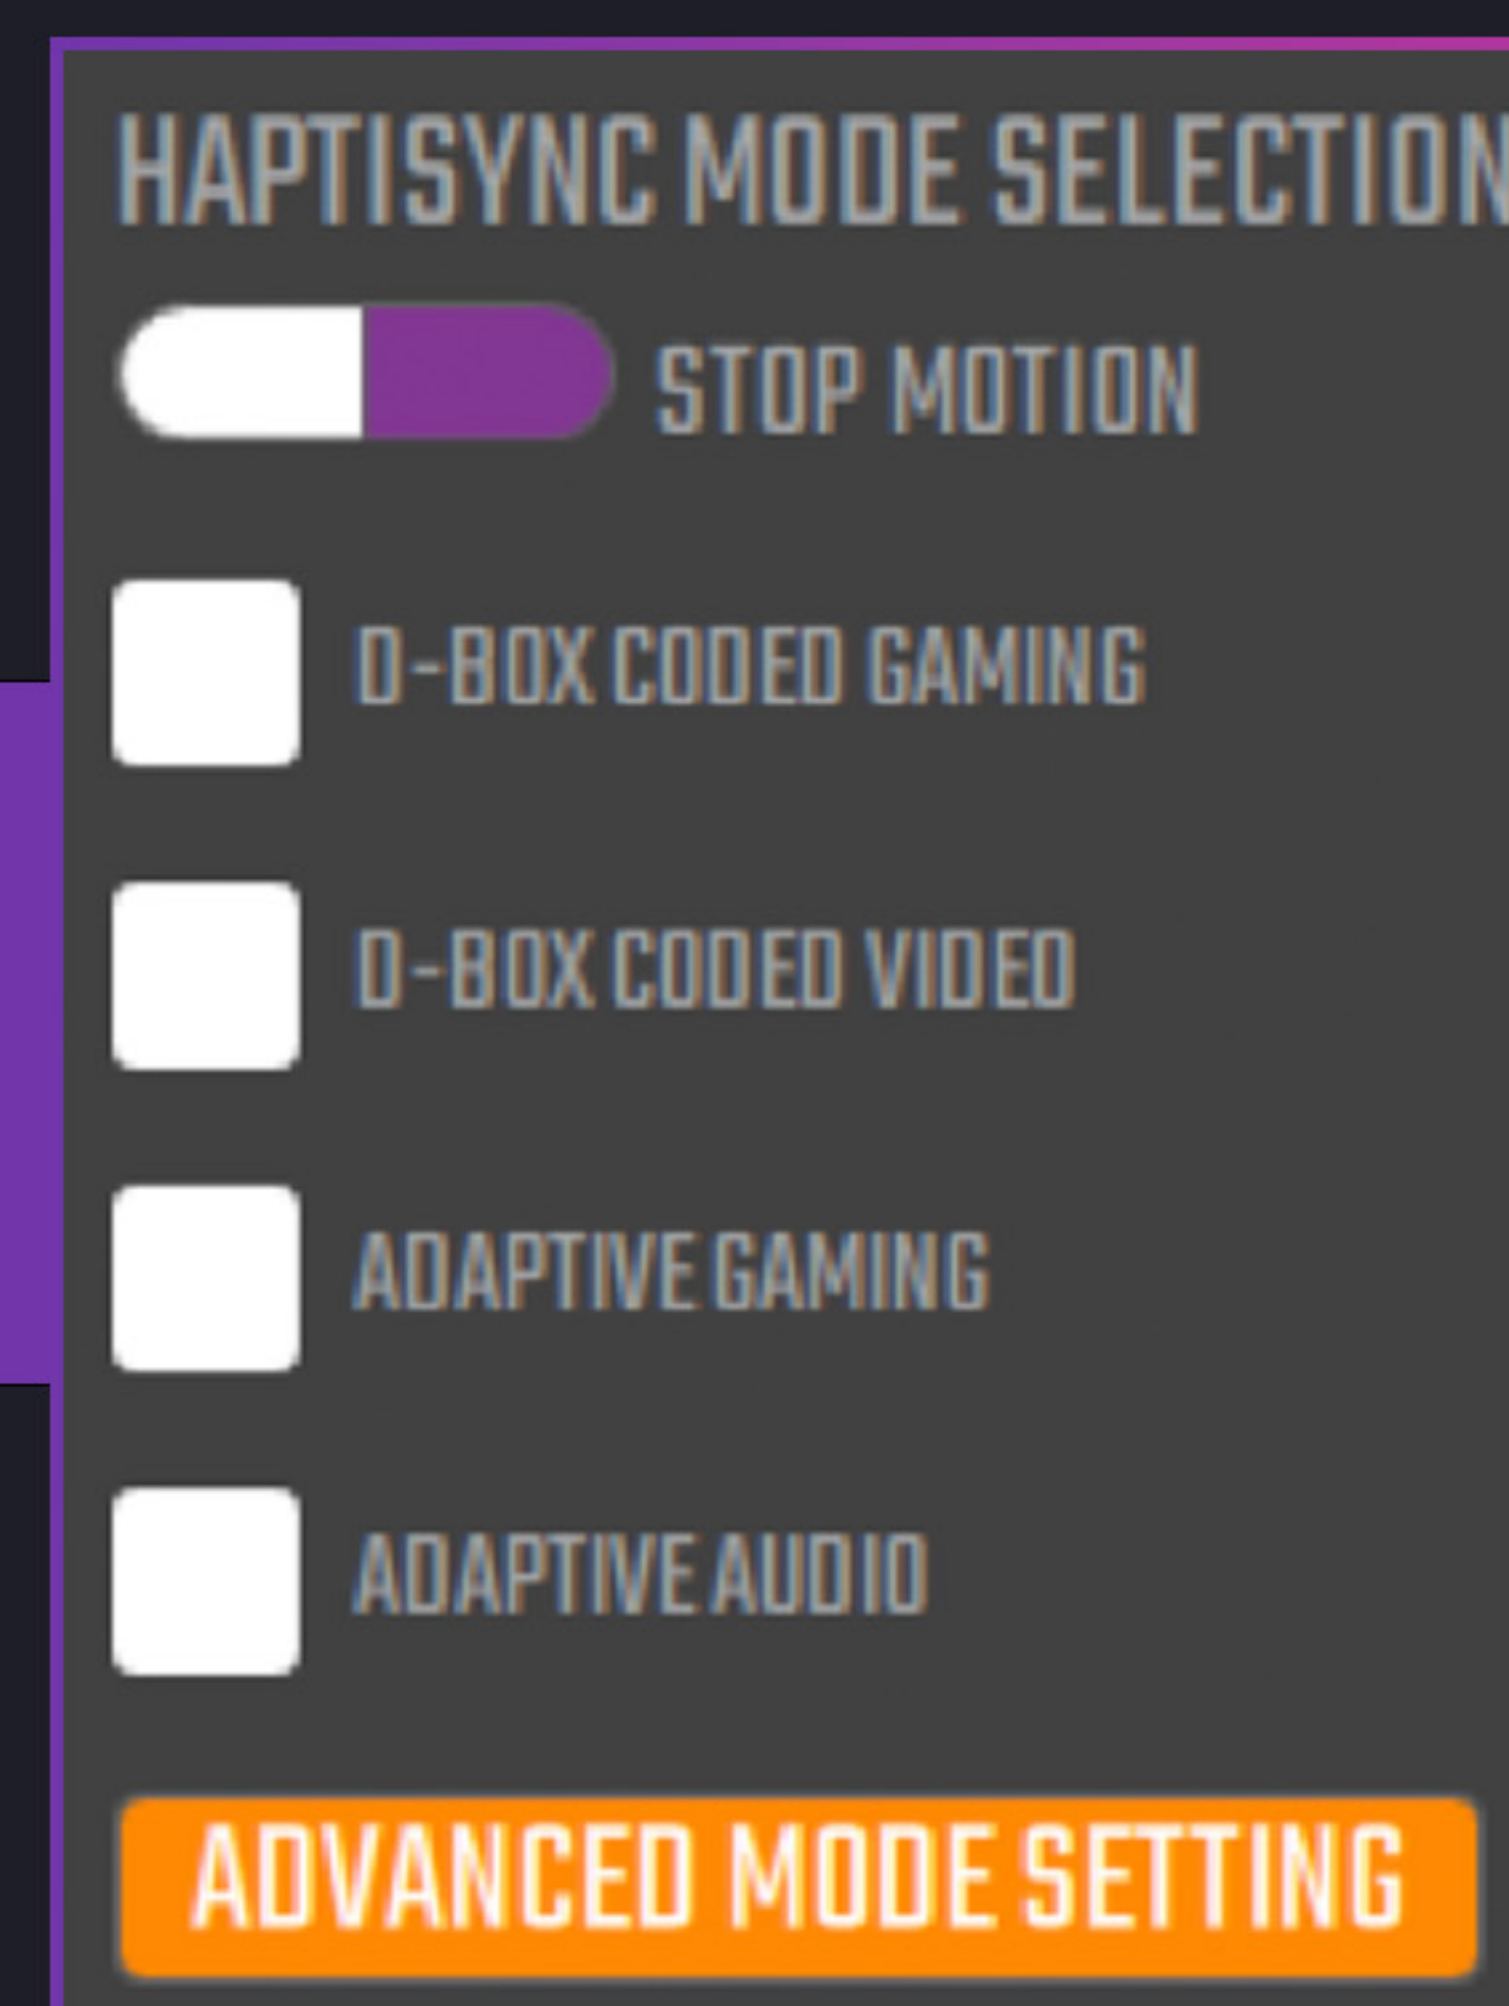 HAPTISYNC MODE SELECTION
STOP MOTION
D-BOX CODED GAMING
D-BOX CODED VIDEO
ADAPTIVE GAMING
ADAPTIVE AUDIO
ADVANCED MODE SETTING